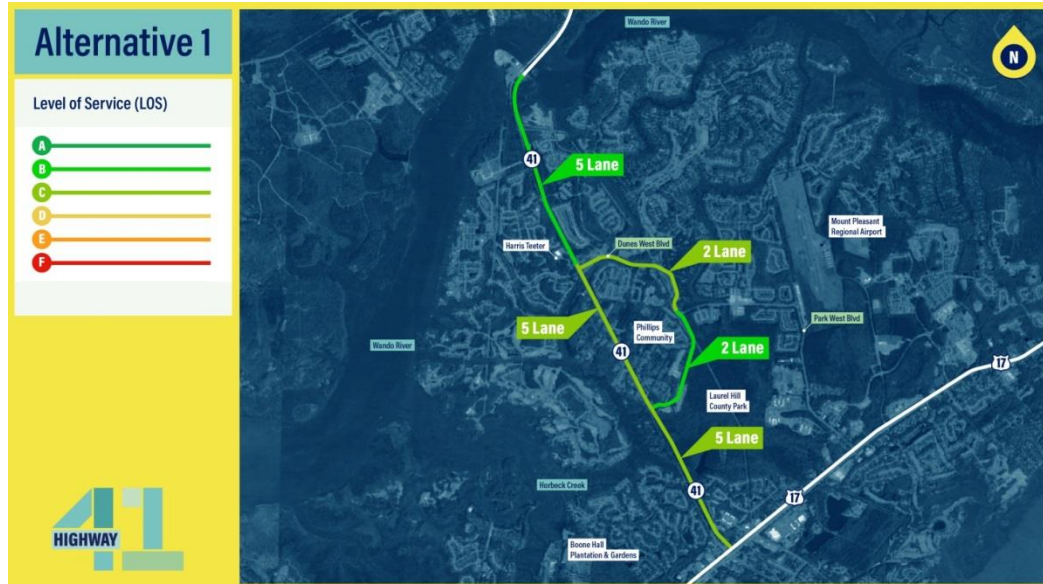 Alternative 1
Level of Service (LOS)
A
B
C
D
E
F
41
HIGHWAY
Wando River
N
41
5 Lane
Mount Pleasant
Regional Airport
Harris Teeter
Dunes West Blvd
2 Lane
5 Lane
Phillips
Community
Park West Blvd
Wando River
41
2 Lane
17
Laurel Hill
County Park
5 Lane
Horbeck Creek
41
17
Boone Hall
Plantation & Gardens